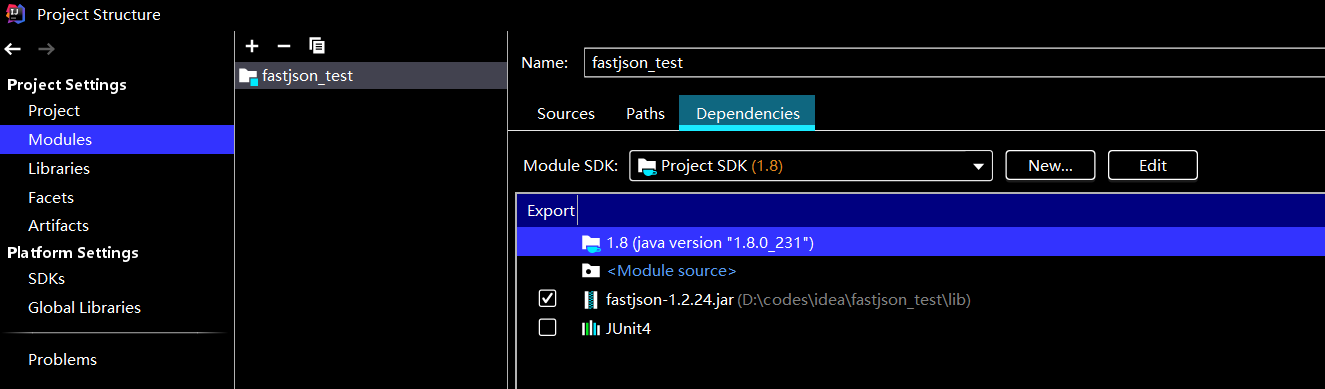 Project Structure
Project Settings
Project
Modules
Libraries
Facets
Artifacts
Platform Settings
SDKs
Global Libraries
Problems
fastjson_test
Name: fastjson_test
Sources Paths Dependencies
Module SDK: Project SDK (1.8) New... Edit
Export
1.8 (java version "1.8.0_231")
<Module source>
fastjson-1.2.24.jar (D:\codes\idea\fastjson_test\lib)
JUnit4